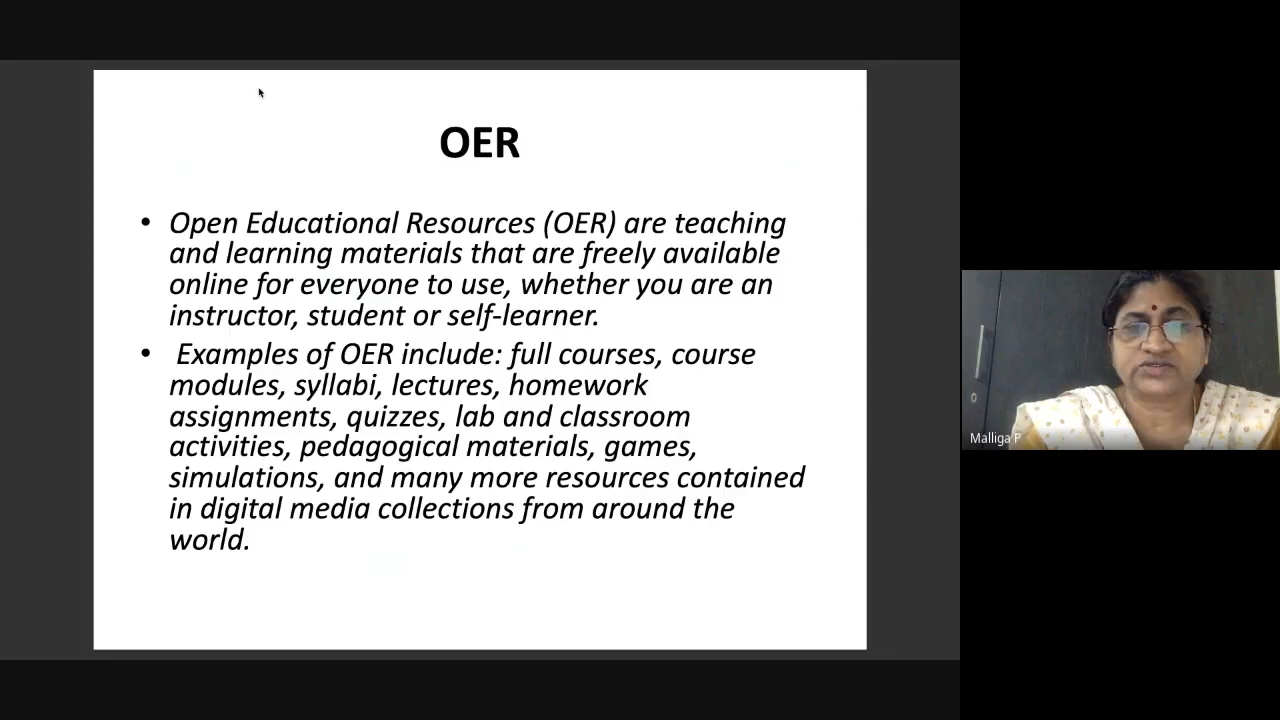 OER
• Open Educational Resources (OER) are teaching
and learning materials that are freely available
online for everyone to use, whether you are an
instructor, student or self-learner.
• Examples of OER include: full courses, course
modules, syllabi, lectures, homework
assignments, quizzes, lab and classroom
activities, pedagogical materials, games,
simulations, and many more resources contained
in digital media collections from around the
world.
Malliga P